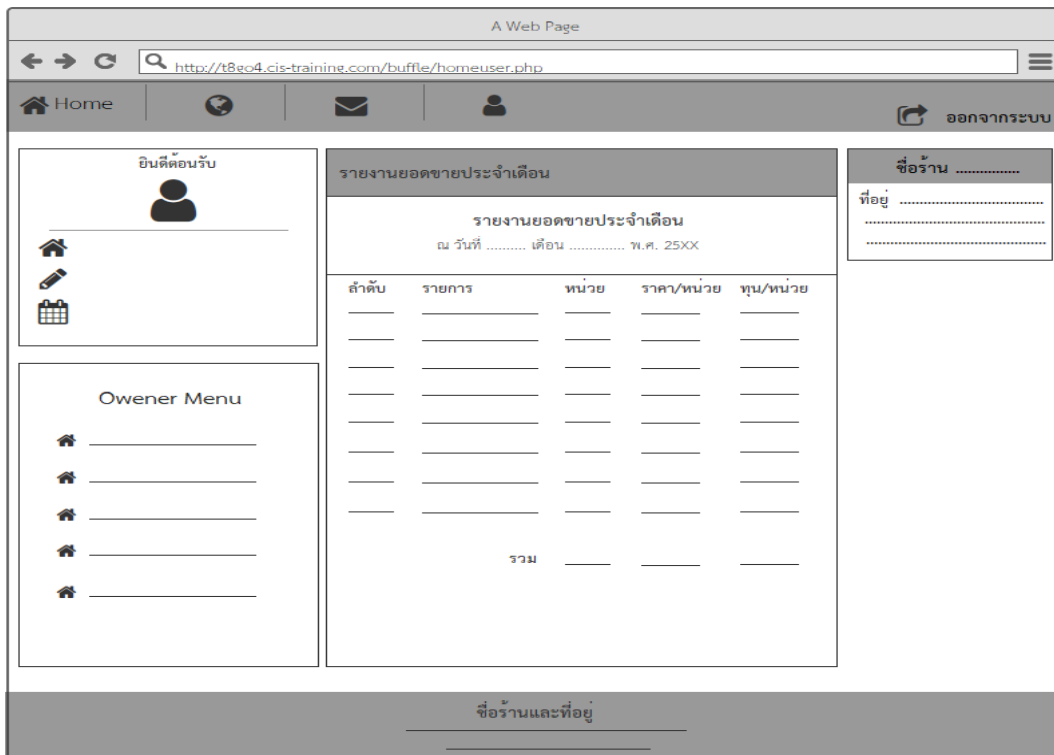 A Web Page
http://t8go4.cis-training.com/buffle/homeuser.php
Home
ออกจากระบบ
ยินดีต้อนรับ
Owener Menu
รายงานยอดขายประจำเดือน
รายงานยอดขายประจำเดือน
ณ วันที่ .......... เดือน ............. พ.ศ. 25XX
ลำดับ รายการ หน่วย ราคา/หน่วย ทุน/หน่วย
รวม
ชื่อร้าน ................
ที่อยู่ ....................................
.............................................
.............................................
ชื่อร้านและที่อยู่